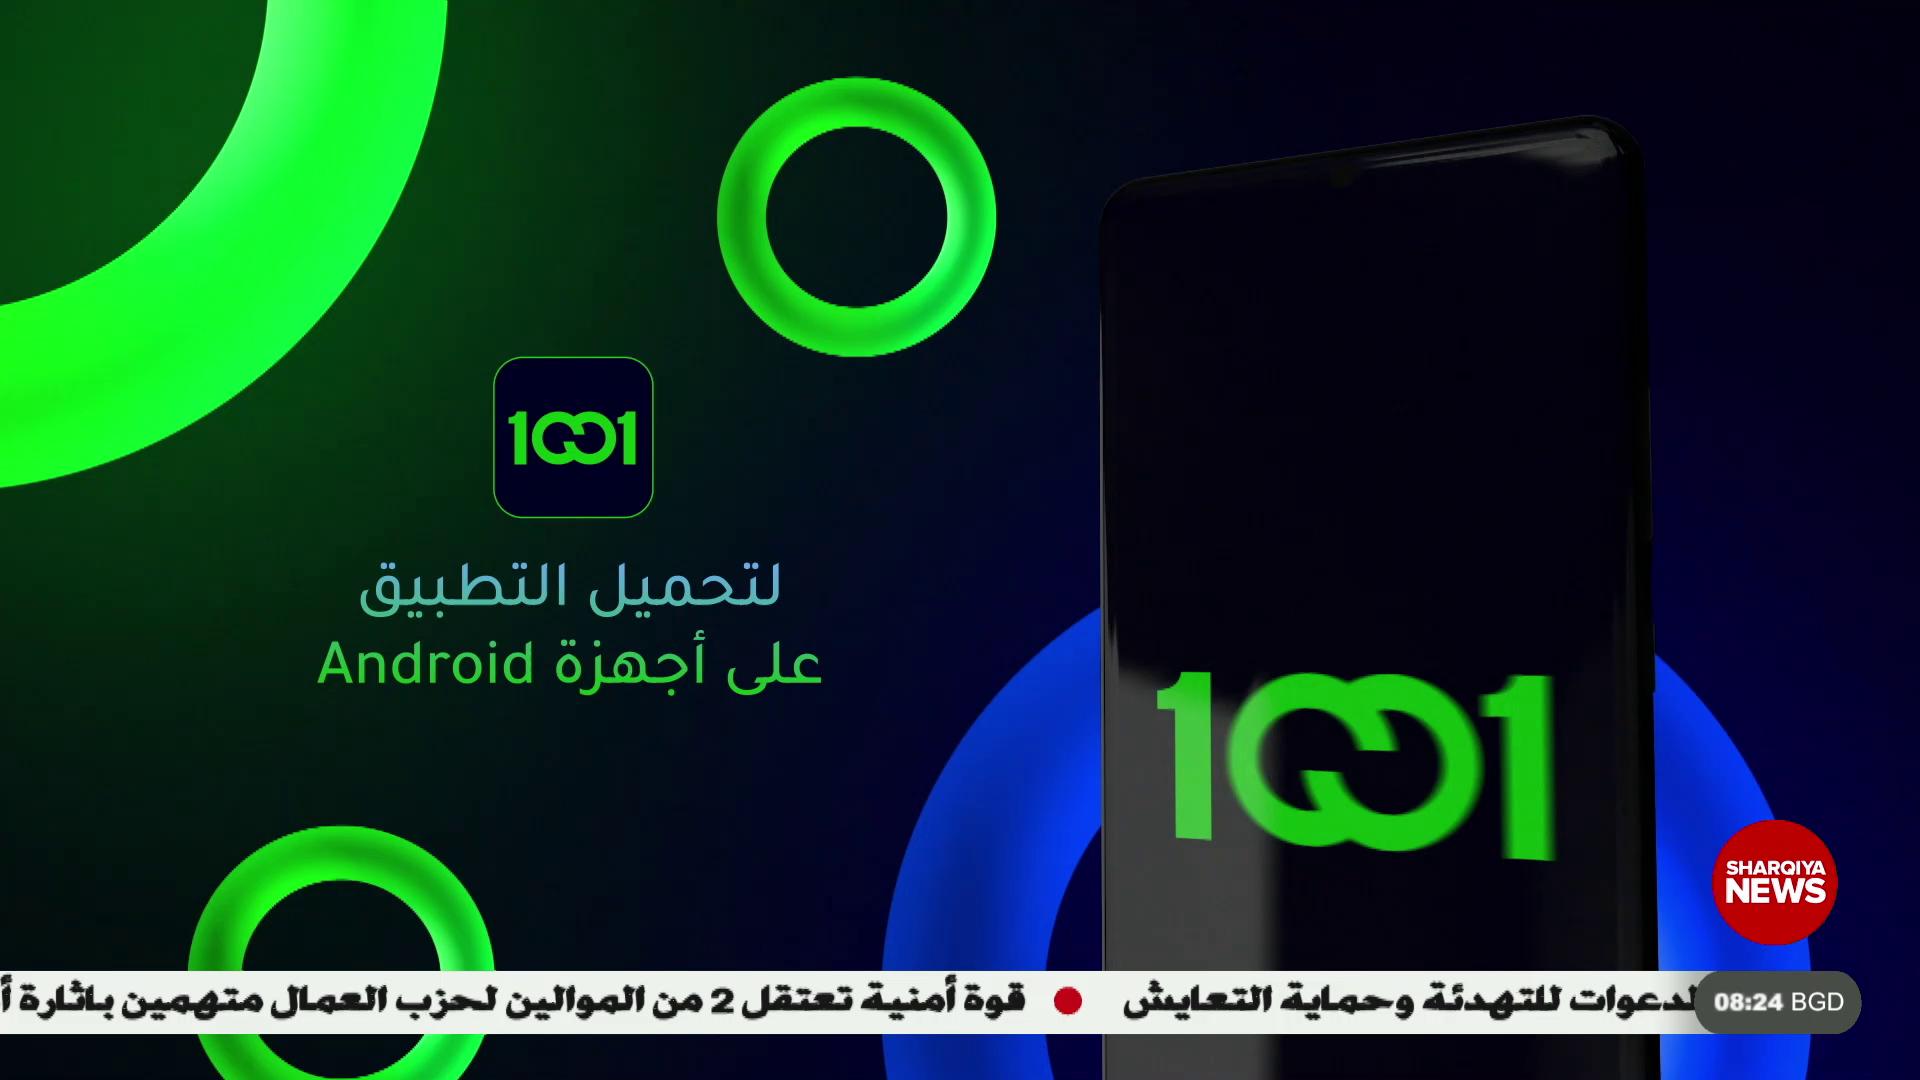 1001
لتحميل التطبيق
على أجهزة Android
1001
SHARQIYA
NEWS
لدعوات للتهدئة وحماية التعايش
قوة أمنية تعتقل 2 من الموالين لحزب العمال متهمين باثارة أ
08:24 BGD